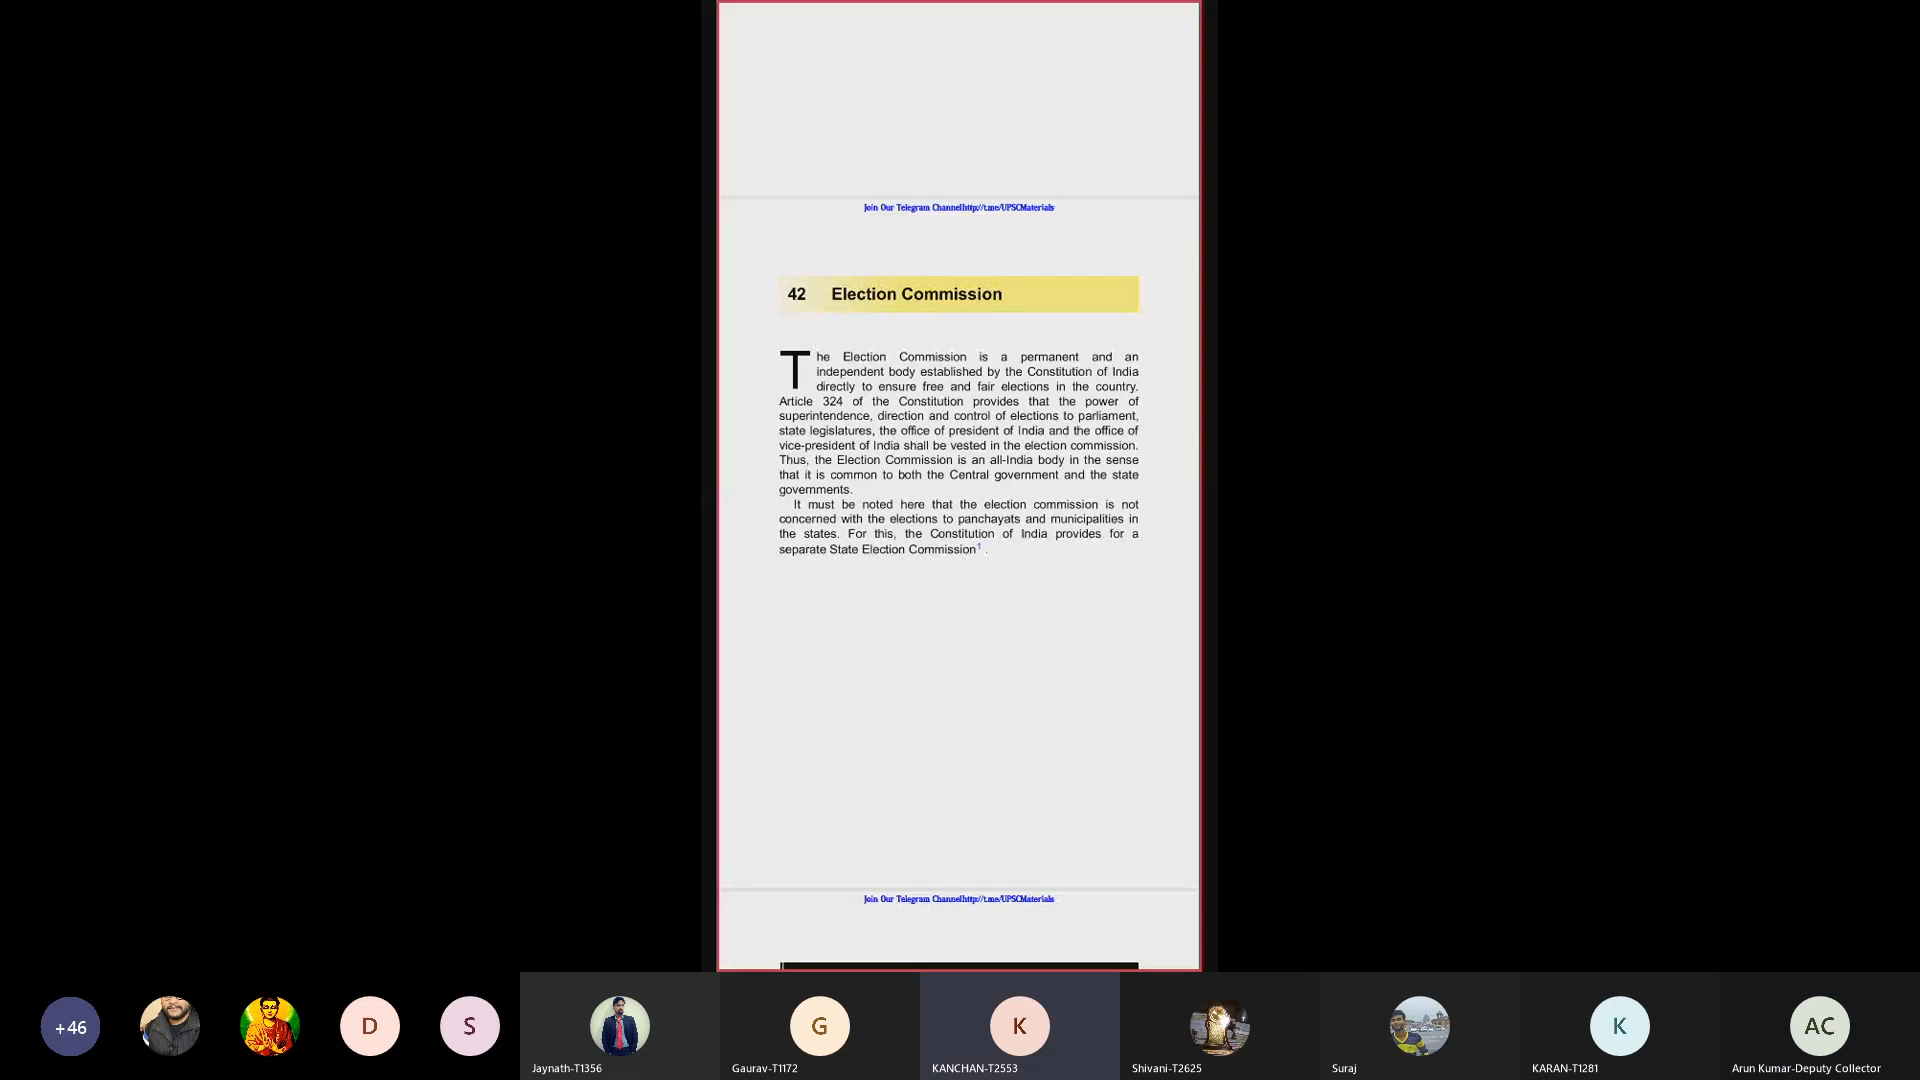 Join Our Telegram Channelhttp://t.me/UPSCMaterials
42 Election Commission
The Election Commission is a permanent and an
independent body established by the Constitution of India
directly to ensure free and fair elections in the country.
Article 324 of the Constitution provides that the power of
superintendence, direction and control of elections to parliament,
state legislatures, the office of president of India and the office of
vice-president of India shall be vested in the election commission.
Thus, the Election Commission is an all-India body in the sense
that it is common to both the Central government and the state
governments.
It must be noted here that the election commission is not
concerned with the elections to panchayats and municipalities in
the states. For this, the Constitution of India provides for a
separate State Election Commission1 .
Join Our Telegram Channelhttp://t.me/UPSCMaterials
+46
D
S
G
K
K
AC
Jaynath-T1356
Gaurav-T1172
KANCHAN-T2553
Shivani-T2625
Suraj
KARAN-T1281
Arun Kumar-Deputy Collector